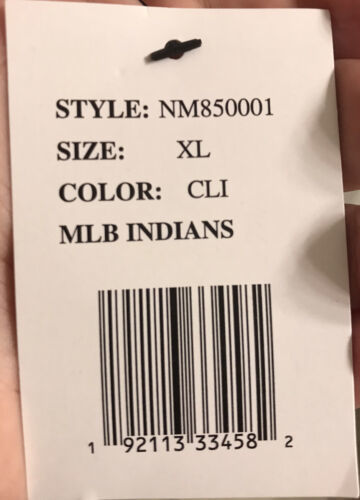 STYLE: NM850001
SIZE: XL
COLOR: CLI
MLB INDIANS
1 92113 33458 2